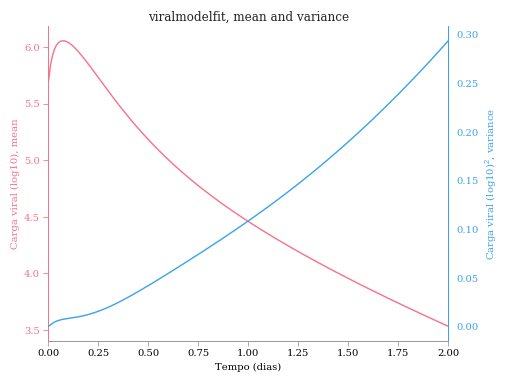 viralmodelfit, mean and variance
Carga viral (log10), mean
6.0
5.5
5.0
4.5
4.0
3.5
0.30
0.25
0.20
0.15
0.10
0.05
0.00
Carga viral (log10)², variance
0.00 0.25 0.50 0.75 1.00 1.25 1.50 1.75 2.00
Tempo (dias)